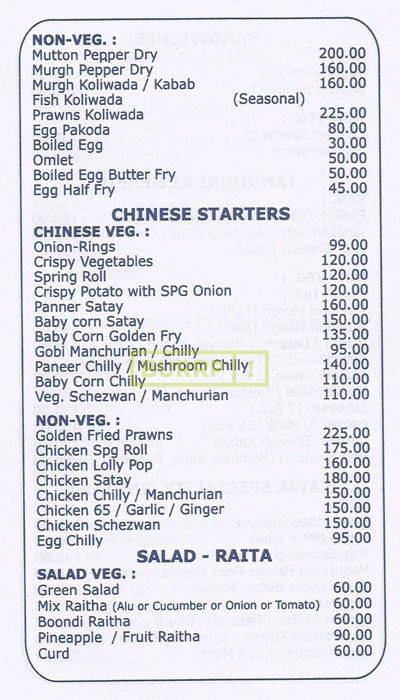 NON-VEG. :
Mutton Pepper Dry 200.00
Murgh Pepper Dry 160.00
Murgh Koliwada / Kabab 160.00
Fish Koliwada (Seasonal)
Prawns Koliwada 225.00
Egg Pakoda 80.00
Boiled Egg 30.00
Omlet 50.00
Boiled Egg Butter Fry 50.00
Egg Half Fry 45.00
CHINESE STARTERS
CHINESE VEG. :
Onion-Rings 99.00
Crispy Vegetables 120.00
Spring Roll 120.00
Crispy Potato with SPG Onion 120.00
Panner Satay 160.00
Baby corn Satay 150.00
Baby Corn Golden Fry 135.00
Gobi Manchurian / Chilly 95.00
Paneer Chilly / Mushroom Chilly 140.00
Baby Corn Chilly 110.00
Veg. Schezwan / Manchurian 110.00
NON-VEG. :
Golden Fried Prawns 225.00
Chicken Spg Roll 175.00
Chicken Lolly Pop 160.00
Chicken Satay 180.00
Chicken Chilly / Manchurian 150.00
Chicken 65 / Garlic / Ginger 150.00
Chicken Schezwan 150.00
Egg Chilly 95.00
SALAD - RAITA
SALAD VEG. :
Green Salad 60.00
Mix Raitha (Alu or Cucumber or Onion or Tomato) 60.00
Boondi Raitha 60.00
Pineapple / Fruit Raitha 90.00
Curd 60.00